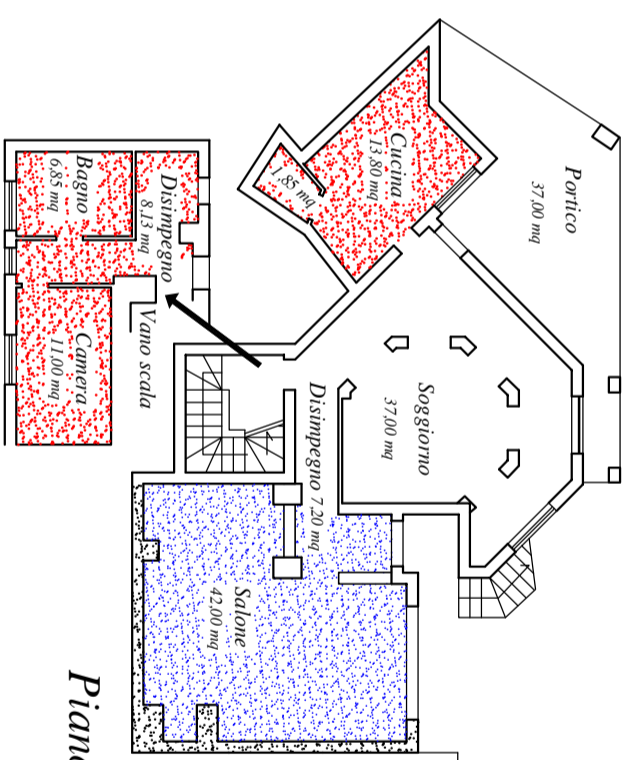 Portico
37,00 mq
Cucina
13,80 mq
1,85 mq
Soggiorno
37,00 mq
Disimpegno 7,20 mq
Salone
42,00 mq
Disimpegno
8.13 mq
Bagno
6,85 mq
Vano scala
Camera
11.00 mq